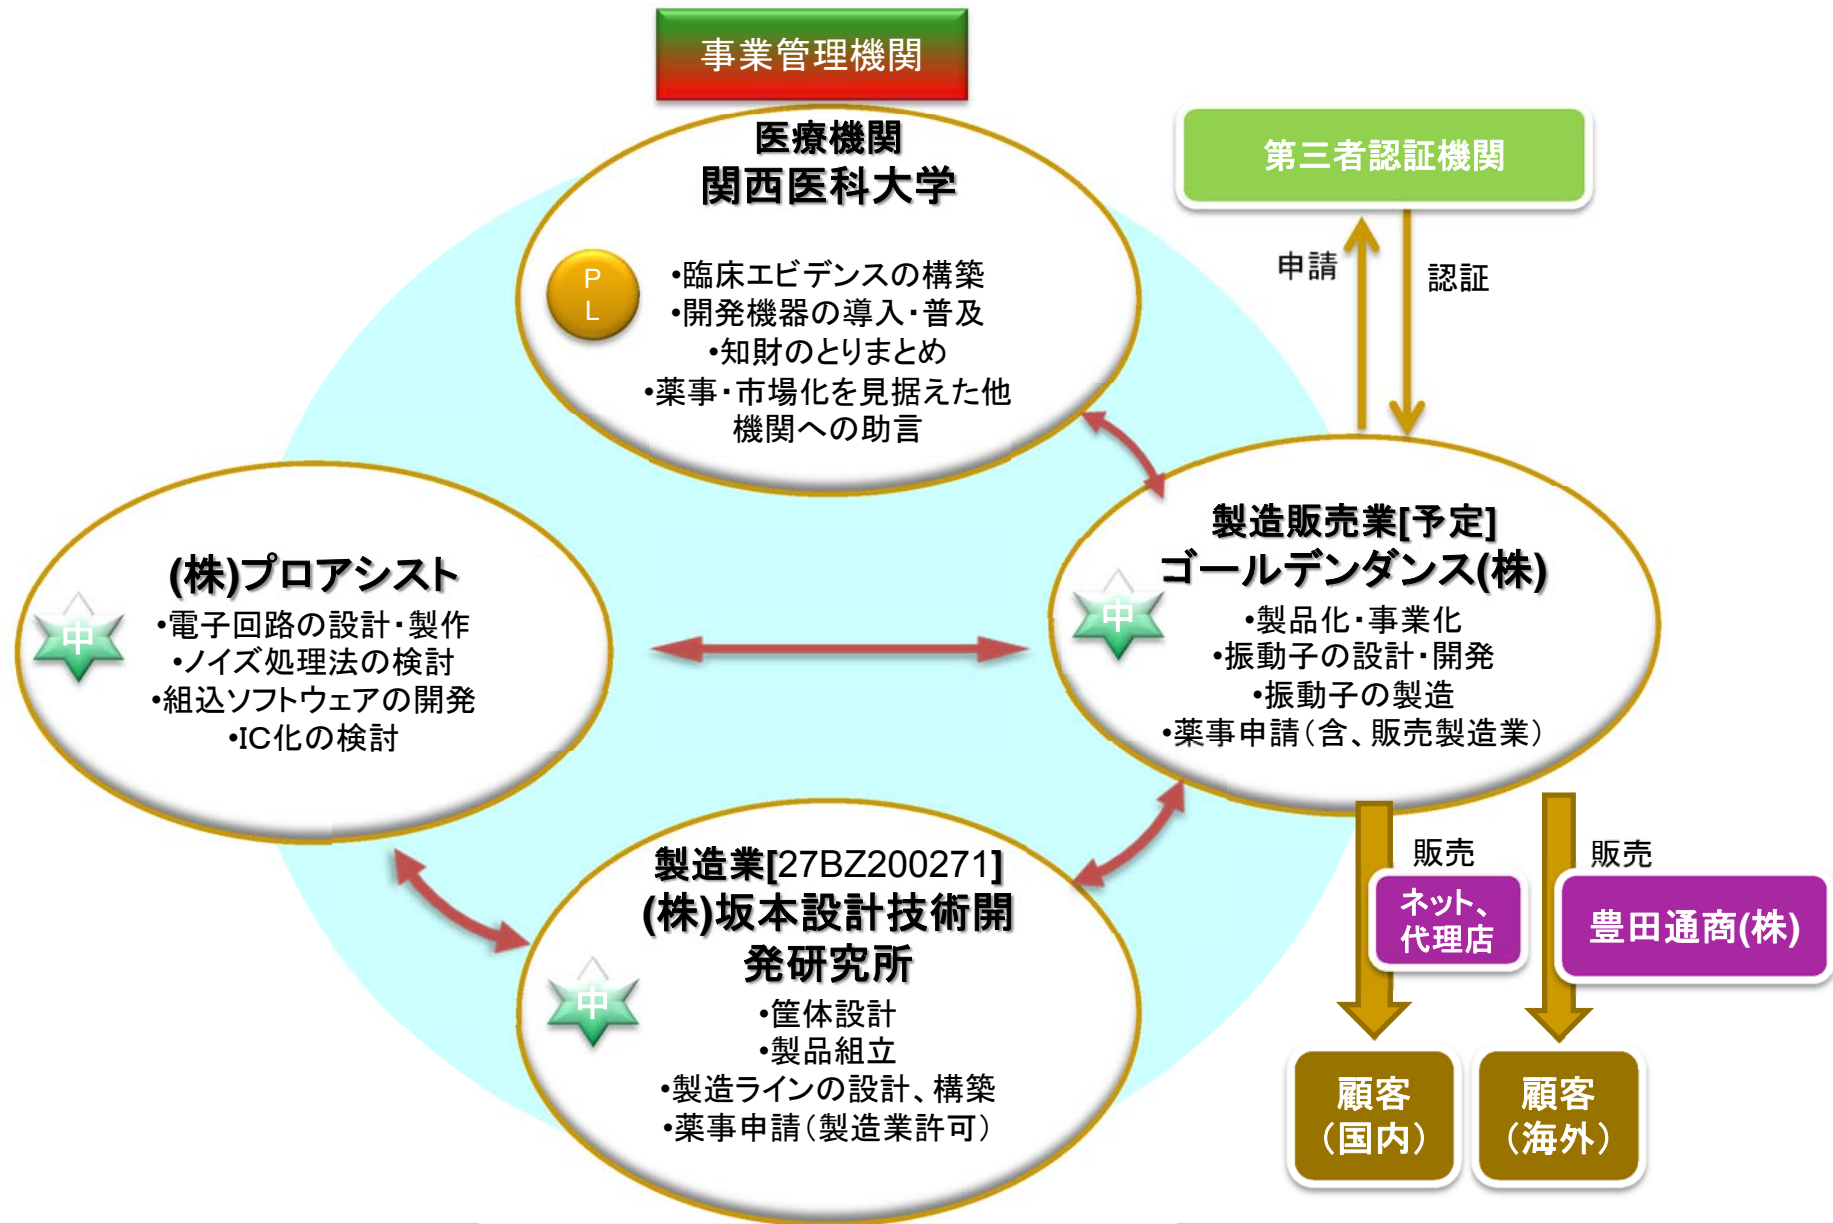 事業管理機関
医療機関
関西医科大学
P
L
•臨床エビデンスの構築
•開発機器の導入・普及
•知財のとりまとめ
•薬事・市場化を見据えた他
機関への助言
第三者認証機関
申請
認証
(株)プロアシスト
中
•電子回路の設計・製作
•ノイズ処理法の検討
•組込ソフトウェアの開発
•IC化の検討
製造販売業[予定]
ゴールデンダンス(株)
中
•製品化・事業化
•振動子の設計・開発
•振動子の製造
•薬事申請（含、販売製造業）
製造業[27BZ200271]
(株)坂本設計技術開
発研究所
中
•筐体設計
•製品組立
•製造ラインの設計、構築
•薬事申請（製造業許可）
販売
ネット、
代理店
販売
豊田通商(株)
顧客
（国内）
顧客
（海外）